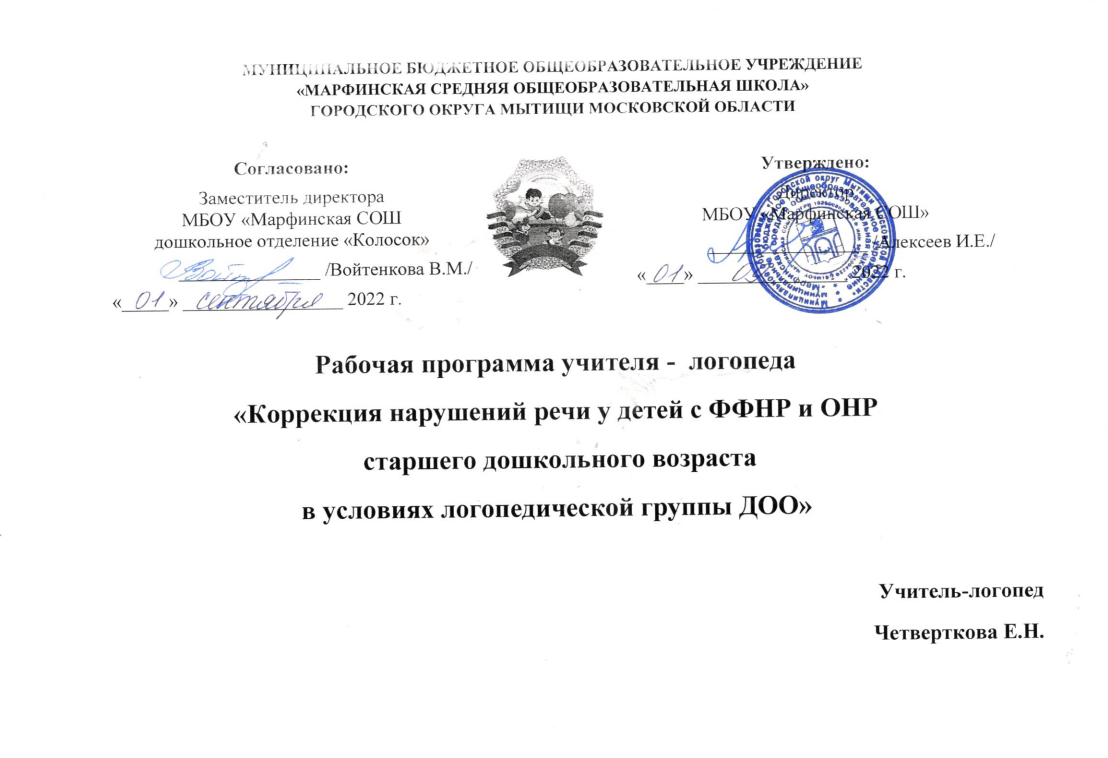 МУНИЦИПАЛЬНОЕ БЮДЖЕТНОЕ ОБЩЕОБРАЗОВАТЕЛЬНОЕ УЧРЕЖДЕНИЕ
«МАРФИНСКАЯ СРЕДНЯЯ ОБЩЕОБРАЗОВАТЕЛЬНАЯ ШКОЛА»
ГОРОДСКОГО ОКРУГА МЫТИЩИ МОСКОВСКОЙ ОБЛАСТИ
Согласовано:
Заместитель директора
МБОУ «Марфинская СОШ
дошкольное отделение «Колосок»
/Войтенкова В.М./
« 01 » сентября 2022 г.
Утверждено:
Директор
МБОУ «Марфинская СОШ»
/Алексеев И.Е./
« 01 » 2022 г.
Рабочая программа учителя - логопеда
«Коррекция нарушений речи у детей с ФФНР и ОНР
старшего дошкольного возраста
в условиях логопедической группы ДОО»
Учитель-логопед
Четверткова Е.Н.